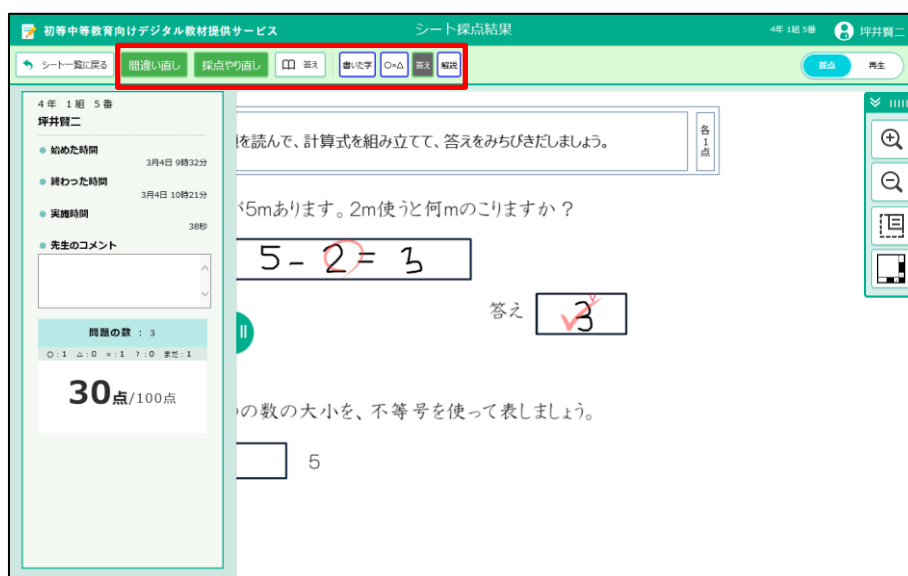 初等中等教育向けデジタル教材提供サービス
シート採点結果
4年 1組 5番
坪井賢二
シート一覧に戻る
間違い直し
採点やり直し
答え
書いた字
○×△
答え
解説
採点
再生
4年 1組 5番
坪井賢二
始めた時間
3月4日 9時32分
終わった時間
3月4日 10時21分
実施時間
38秒
先生のコメント
問題の数 : 3
○:1 △:0 ×:1 ?:0 まだ:1
30点/100点
を読んで、計算式を組み立てて、答えをみちびきだしましょう。
各1点
が5mあります。2m使うと何mのこりますか?
5-2=3
答え
3
の数の大小を、不等号を使って表しましょう。
5